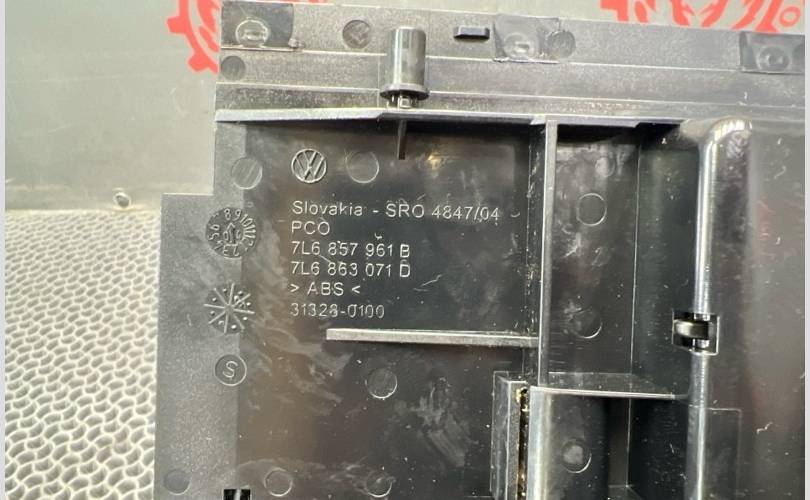 Slovakia - SRO 4847/04
PCO
7L6 857 961 B
7L6 863 071 D
> ABS <
31328-0100
S